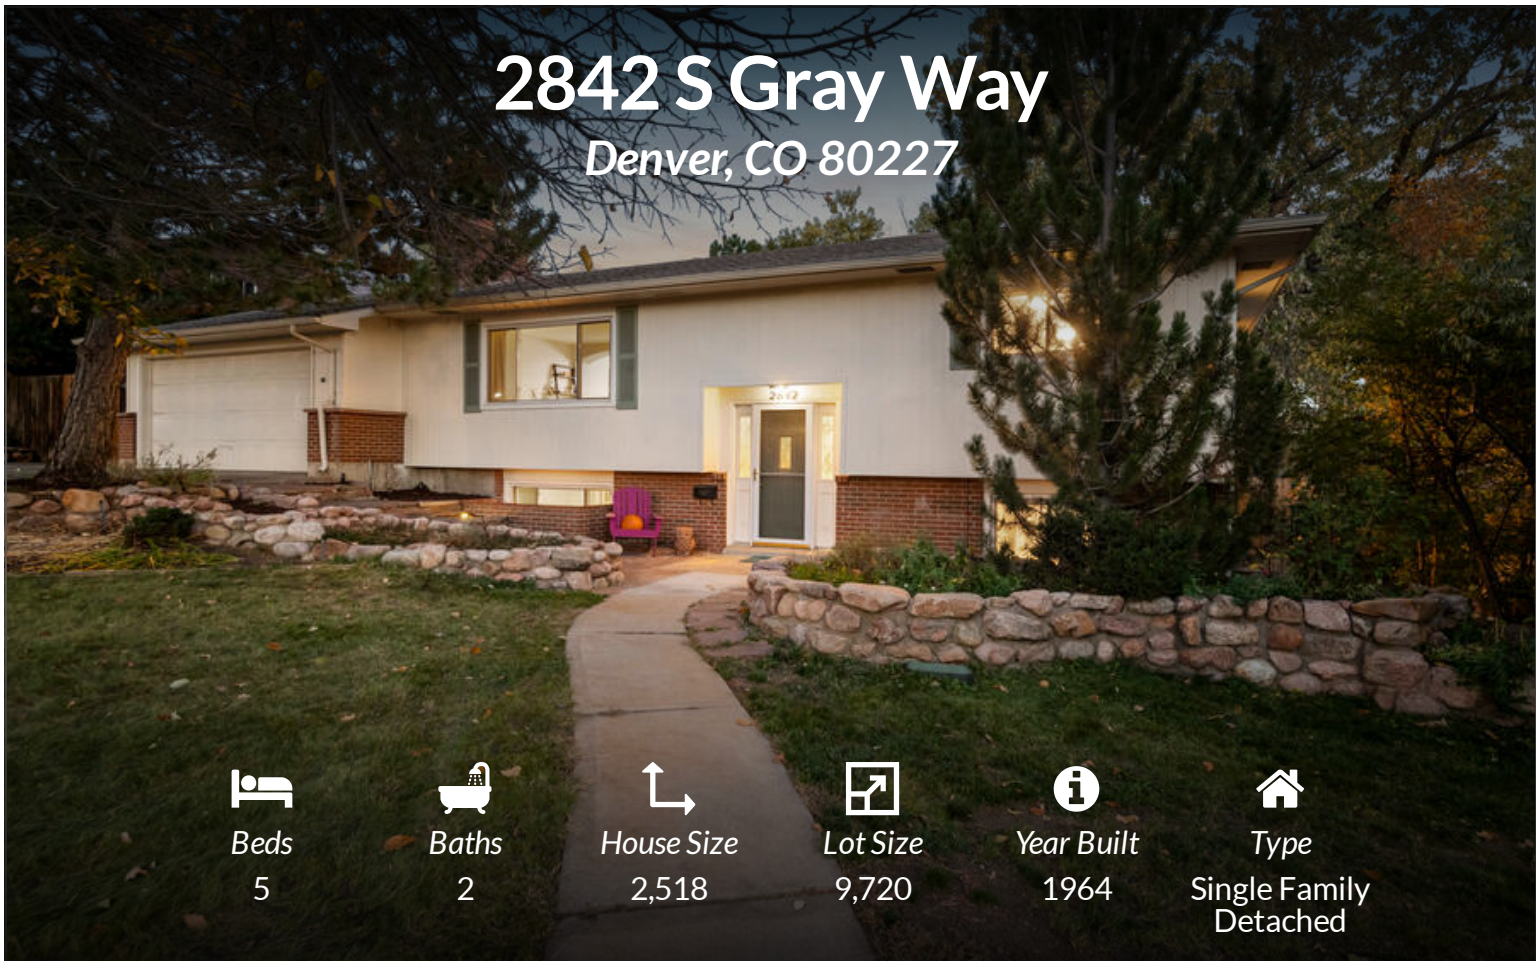 2842 S Gray Way
Denver, CO 80227
2842
Beds
Baths
House Size
Lot Size
Year Built
Type
5
2
2,518
9,720
1964
Single Family
Detached